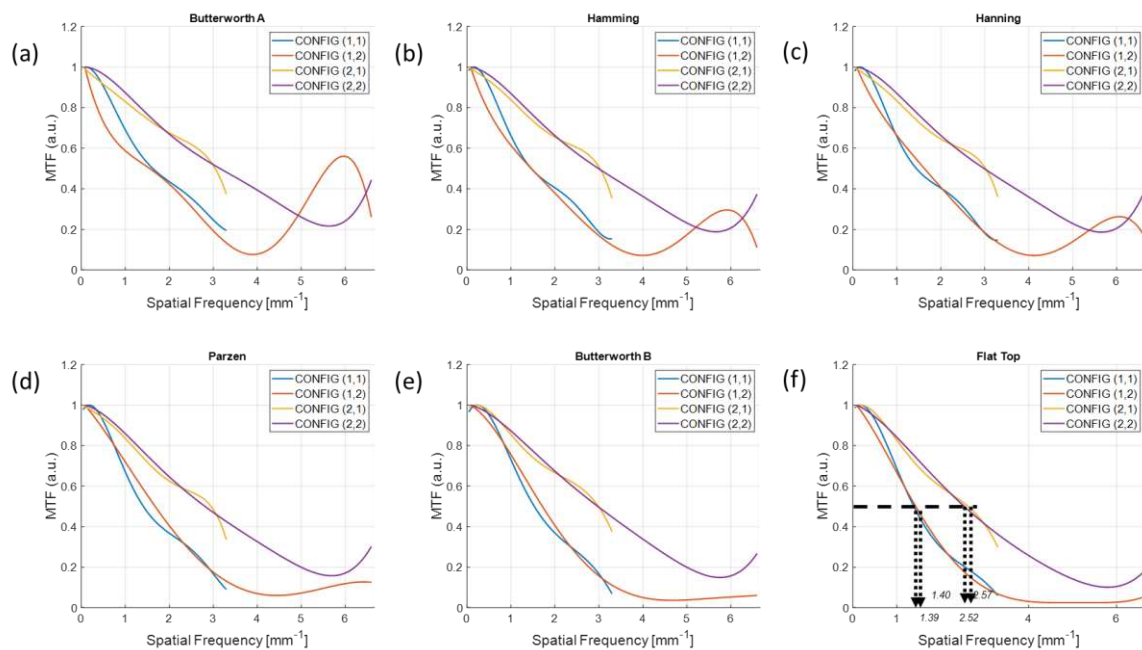 Butterworth A
(a)
1.2
1
0.8
0.6
0.4
0.2
0
MTF (a.u.)
CONFIG (1,1)
CONFIG (1,2)
CONFIG (2,1)
CONFIG (2,2)
0 1 2 3 4 5 6
Spatial Frequency [mm⁻¹]
Hamming
(b)
1.2
1
0.8
0.6
0.4
0.2
0
MTF (a.u.)
CONFIG (1,1)
CONFIG (1,2)
CONFIG (2,1)
CONFIG (2,2)
0 1 2 3 4 5 6
Spatial Frequency [mm⁻¹]
Hanning
(c)
1.2
1
0.8
0.6
0.4
0.2
0
MTF (a.u.)
CONFIG (1,1)
CONFIG (1,2)
CONFIG (2,1)
CONFIG (2,2)
0 1 2 3 4 5 6
Spatial Frequency [mm⁻¹]
Parzen
(d)
1.2
1
0.8
0.6
0.4
0.2
0
MTF (a.u.)
CONFIG (1,1)
CONFIG (1,2)
CONFIG (2,1)
CONFIG (2,2)
0 1 2 3 4 5 6
Spatial Frequency [mm⁻¹]
Butterworth B
(e)
1.2
1
0.8
0.6
0.4
0.2
0
MTF (a.u.)
CONFIG (1,1)
CONFIG (1,2)
CONFIG (2,1)
CONFIG (2,2)
0 1 2 3 4 5 6
Spatial Frequency [mm⁻¹]
Flat Top
(f)
1.2
1
0.8
0.6
0.4
0.2
0
MTF (a.u.)
CONFIG (1,1)
CONFIG (1,2)
CONFIG (2,1)
CONFIG (2,2)
1.40 2.57
1.39 2.52
0 1 4 5 6
Spatial Frequency [mm⁻¹]